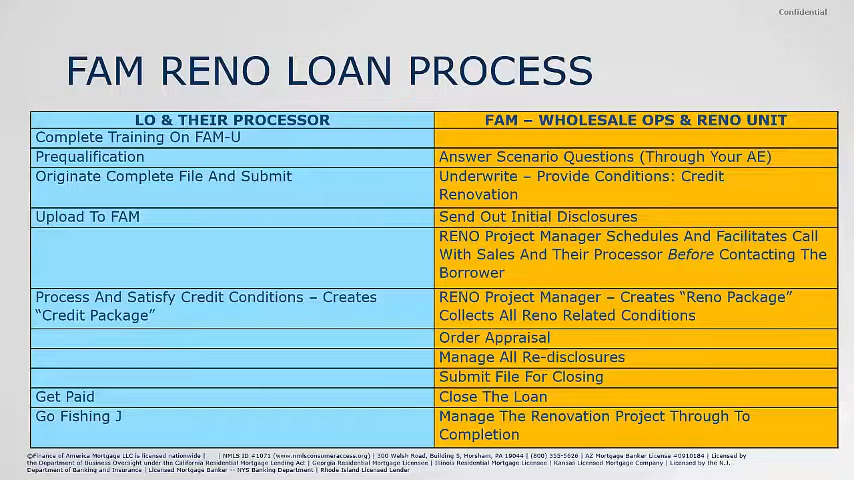 Confidential
FAM RENO LOAN PROCESS
LO & THEIR PROCESSOR
FAM – WHOLESALE OPS & RENO UNIT
Complete Training On FAM-U
Prequalification
Answer Scenario Questions (Through Your AE)
Originate Complete File And Submit
Underwrite – Provide Conditions: Credit
Renovation
Upload To FAM
Send Out Initial Disclosures
RENO Project Manager Schedules And Facilitates Call
With Sales And Their Processor Before Contacting The
Borrower
Process And Satisfy Credit Conditions – Creates
“Credit Package”
RENO Project Manager – Creates “Reno Package”
Collects All Reno Related Conditions
Order Appraisal
Manage All Re-disclosures
Submit File For Closing
Get Paid
Close The Loan
Go Fishing J
Manage The Renovation Project Through To
Completion
©Finance of America Mortgage LLC is licensed nationwide | | NMLS ID #1071 (www.nmlsconsumeraccess.org) | 300 Welsh Road, Building 5, Horsham, PA 19044 | (800) 355-5626 | AZ Mortgage Banker License #0910184 | Licensed by
the Department of Business Oversight under the California Residential Mortgage Lending Act | Georgia Residential Mortgage Licensee | Illinois Residential Mortgage Licensee | Kansas Licensed Mortgage Company | Licensed by the N.J.
Department of Banking and Insurance | Licensed Mortgage Banker -- NYS Banking Department | Rhode Island Licensed Lender